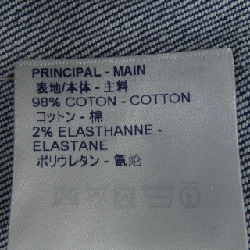 PRINCIPAL - MAIN
表地/本体 - 主料
98% COTON - COTTON
コットン - 棉
2% ELASTHANNE -
ELASTANE
ポリウレタン - 氨纶